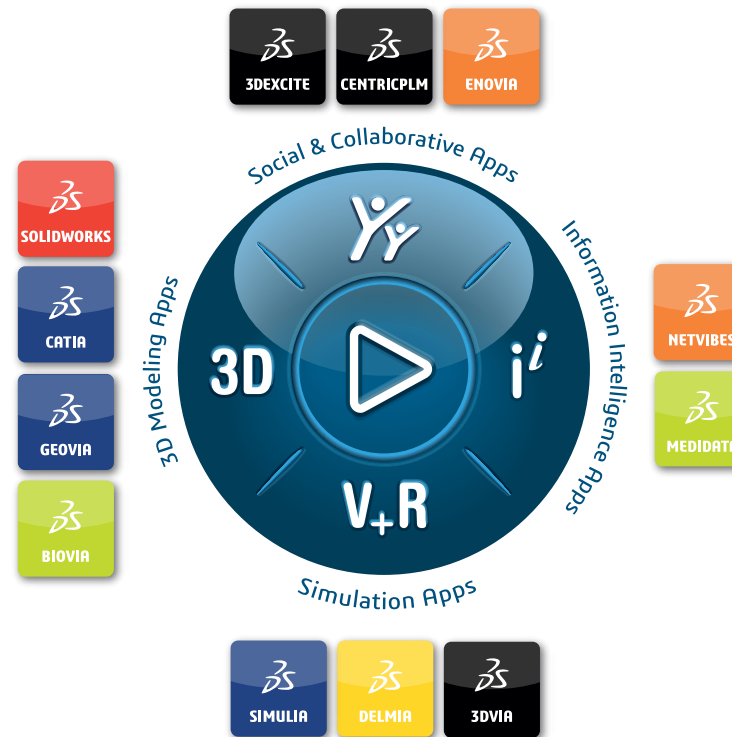 3DEXCITE
CENTRICPLM
ENOVIA
Social & Collaborative Apps
SOLIDWORKS
CATIA
GEOVIA
BIOVIA
3D Modeling Apps
3D
i i
V+R
Information Intelligence Apps
NETVIBES
MEDIDATA
Simulation Apps
SIMULIA
DELMIA
3DVIA